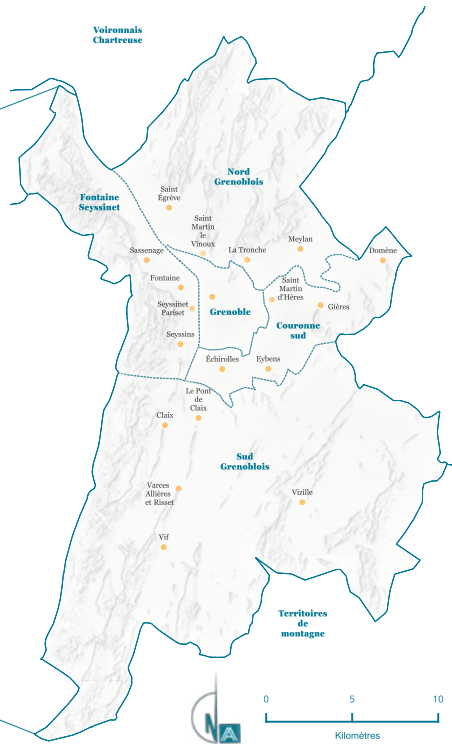 Voironnais
Chartreuse
Nord
Grenoblois
Saint
Égrève
Fontaine
Seyssinet
Saint
Martin
le
Vinoux
Meylan
Sassenage
La Tronche
Domène
Fontaine
Saint
Martin
d'Hères
Seyssinet
Pariset
Grenoble
Gières
Couronne
sud
Seyssins
Échirolles
Eybens
Le Pont
de
Claix
Claix
Sud
Grenoblois
Varces
Allières
et Risset
Vizille
Vif
Territoires
de
montagne
0 5 10
Kilomètres
NA